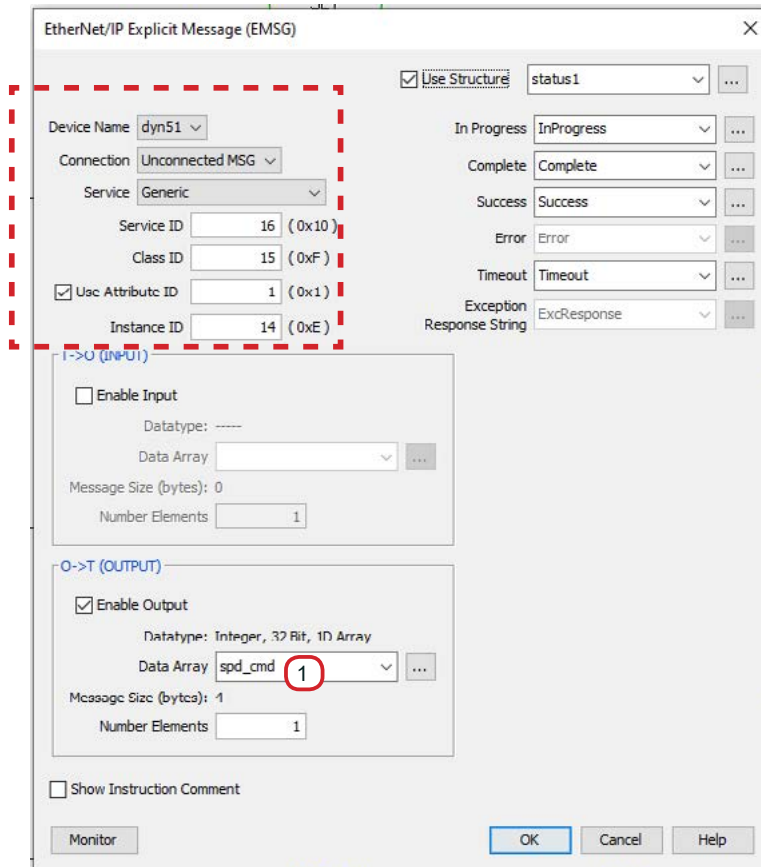 EtherNet/IP Explicit Message (EMSG)
Use Structure status1 ...
Device Name dyn51
In Progress InProgress ...
Connection Unconnected MSG
Complete Complete ...
Service Generic
Success Success ...
Service ID 16 (0x10)
Error Error ...
Class ID 15 (0xF)
Timeout Timeout ...
Use Attribute ID 1 (0x1)
Exception
Response String ExcResponse ...
Instance ID 14 (0xE)
T->O (INPUT)
Enable Input
Datatype: -----
Data Array ...
Message Size (bytes): 0
Number Elements 1
O->T (OUTPUT)
Enable Output
Datatype: Integer, 32 Bit, 1D Array
Data Array spd_cmd 1 ...
Message Size (bytes): 4
Number Elements 1
Show Instruction Comment
Monitor OK Cancel Help